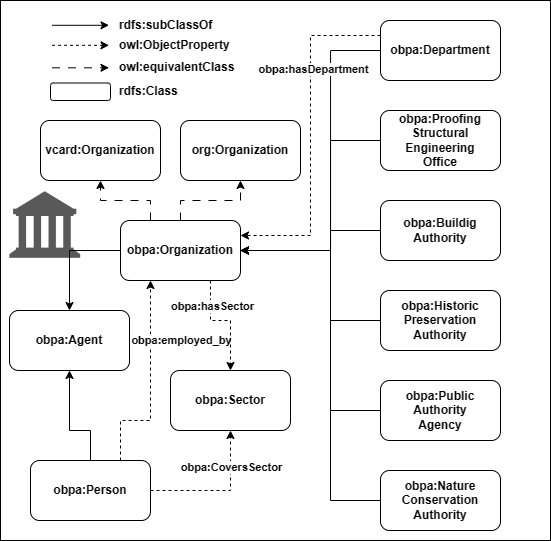 rdfs:subClassOf
owl:ObjectProperty
owl:equivalentClass
rdfs:Class
obpa:hasDepartment
obpa:Department
obpa:Proofing
Structural
Engineering
Office
vcard:Organization
org:Organization
obpa:Organization
obpa:Buildig
Authority
obpa:hasSector
obpa:Historic
Preservation
Authority
obpa:Agent
obpa:employed_by
obpa:Sector
obpa:Public
Authority
Agency
obpa:CoversSector
obpa:Person
obpa:Nature
Conservation
Authority